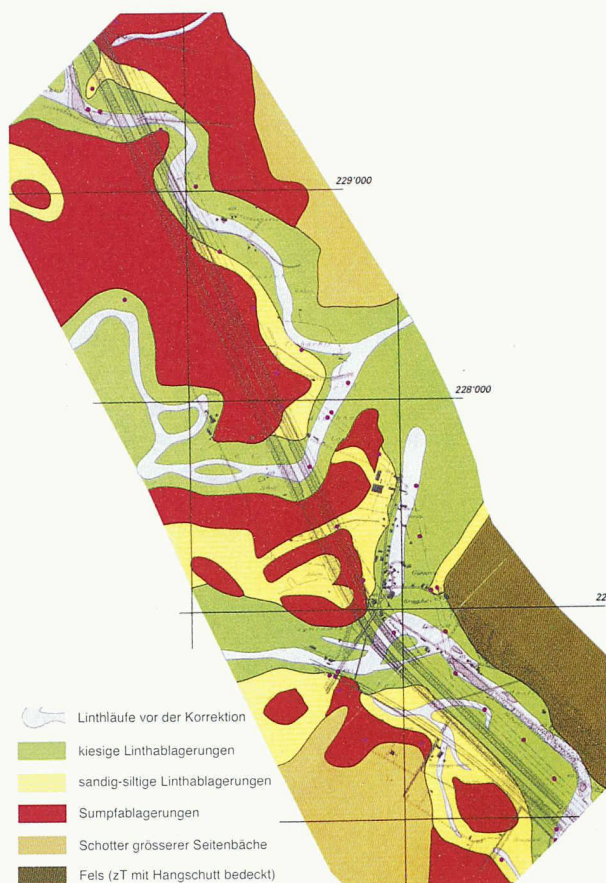 229'000
228'000
22
Linthläufe vor der Korrektion
kiesige Linthablagerungen
sandig-siltige Linthablagerungen
Sumpfablagerungen
Schotter grösserer Seitenbäche
Fels (zT mit Hangschutt bedeckt)